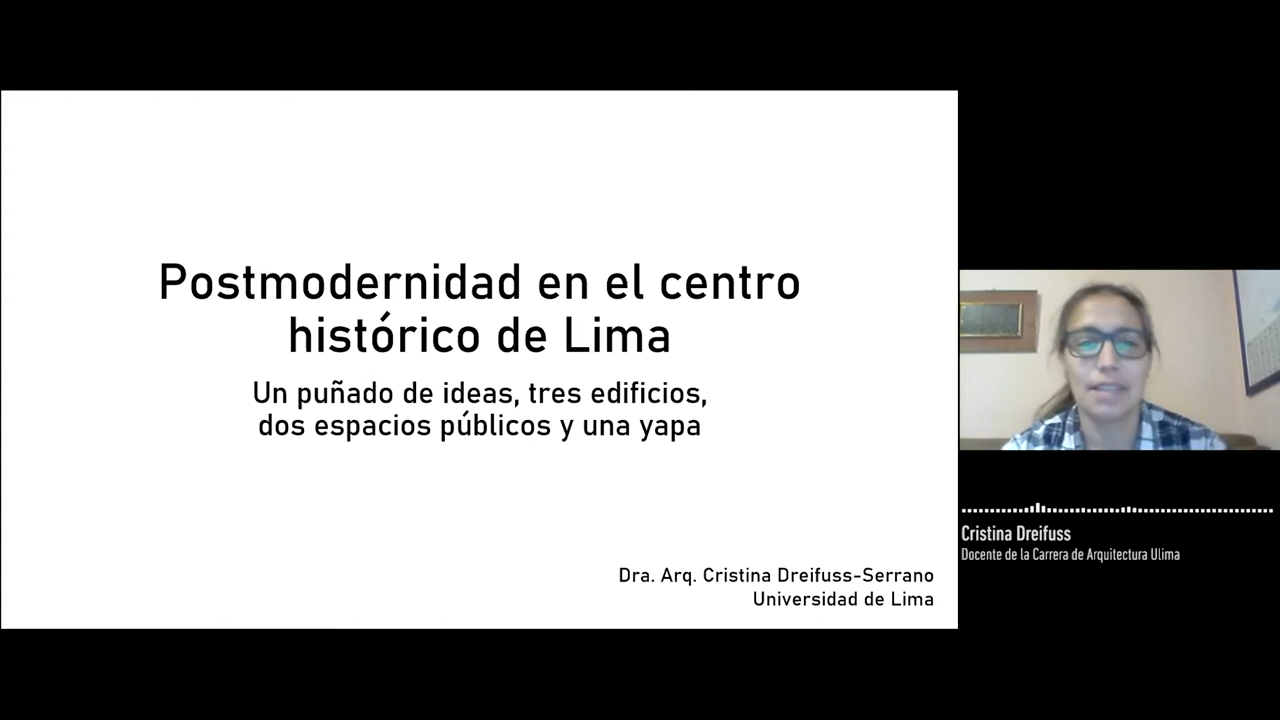 Postmodernidad en el centro
histórico de Lima
Un puñado de ideas, tres edificios,
dos espacios públicos y una yapa
Dra. Arq. Cristina Dreifuss-Serrano
Universidad de Lima
Cristina Dreifuss
Docente de la Carrera de Arquitectura Ulima